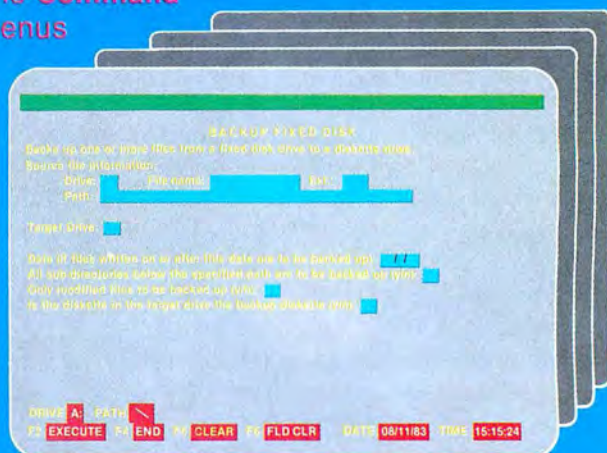 Command
enus
BACKUP FIXED DISK
Backs up one or more files from a fixed disk drive to a diskette drive.
Source file information:
Drive: File name: Ext.:
Path:
Target Drive:
Date of files written on or after this date are to be backed up: / /
All sub directories below the specified path are to be backed up (y/n):
Only modified files to be backed up (y/n):
Is the diskette in the target drive the backup diskette (y/n):
DRIVE A: PATH \
F2 EXECUTE F4 END CLEAR F6 FLD CLR DATE 08/11/83 TIME 15:15:24